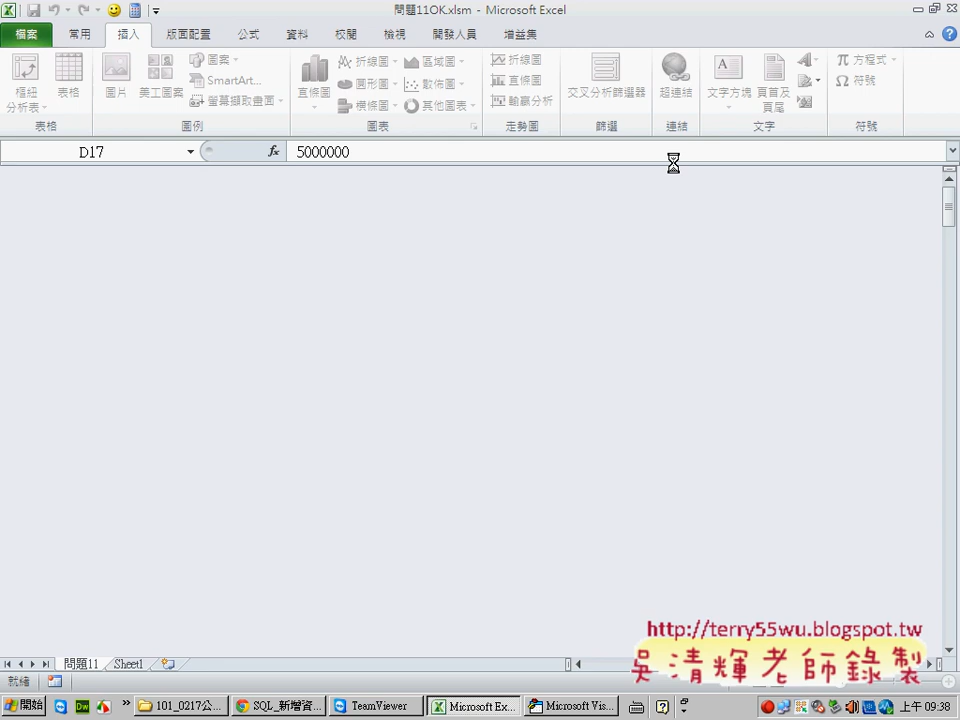 問題11OK.xlsm - Microsoft Excel
檔案 常用 插入 版面配置 公式 資料 校閱 檢視 開發人員 增益集
樞紐分析表 表格 圖片 美工圖案 圖案 SmartArt... 螢幕擷取畫面 直條圖 折線圖 圓形圖 橫條圖 區域圖 散佈圖 其他圖表 折線圖 直條圖 輸贏分析 交叉分析篩選器 超連結 文字方塊 頁首及頁尾 方程式 符號
表格 圖例 圖表 走勢圖 篩選 連結 文字 符號
D17 fx 5000000
http://terry55wu.blogspot.tw
吳清輝老師錄製
問題11 Sheet1
就緒
開始 101_0217公... SQL_新增資... TeamViewer Microsoft Ex... Microsoft Vis... 上午 09:38